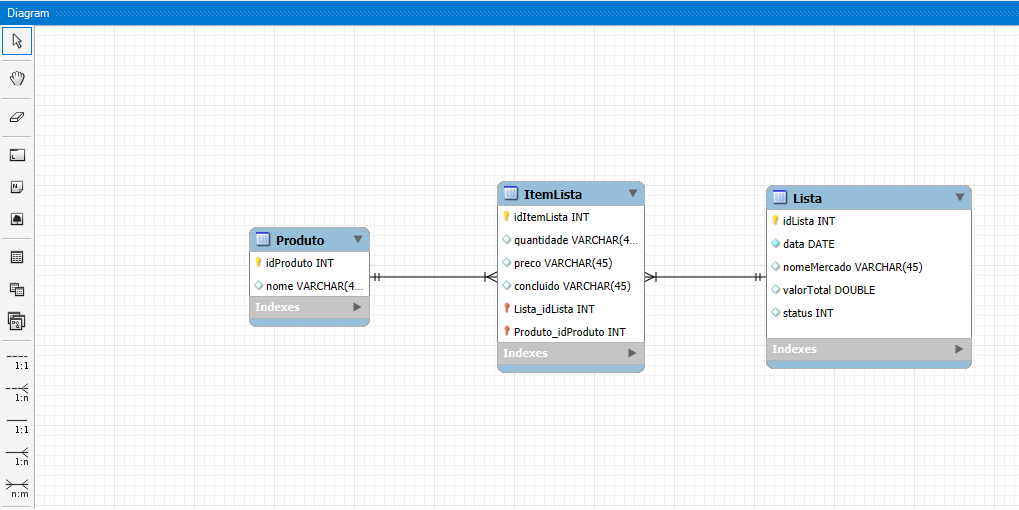 Diagram
1:1
1:n
1:1
1:n
n:m
Produto
idProduto INT
nome VARCHAR(4...
Indexes
ItemLista
idItemLista INT
quantidade VARCHAR(4...
preco VARCHAR(45)
concluido VARCHAR(45)
Lista_idLista INT
Produto_idProduto INT
Indexes
Lista
idLista INT
data DATE
nomeMercado VARCHAR(45)
valorTotal DOUBLE
status INT
Indexes